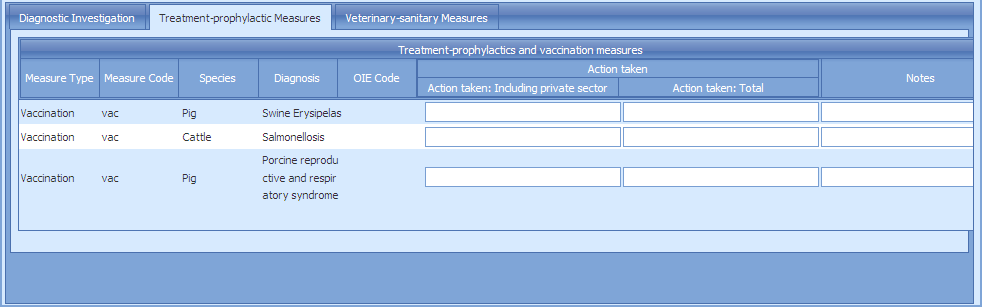 Diagnostic Investigation Treatment-prophylactic Measures Veterinary-sanitary Measures
Treatment-prophylactics and vaccination measures
Measure Type Measure Code Species Diagnosis OIE Code Action taken Notes
Action taken: Including private sector Action taken: Total
Vaccination vac Pig Swine Erysipelas
Vaccination vac Cattle Salmonellosis
Vaccination vac Pig Porcine reprodu
ctive and respir
atory syndrome